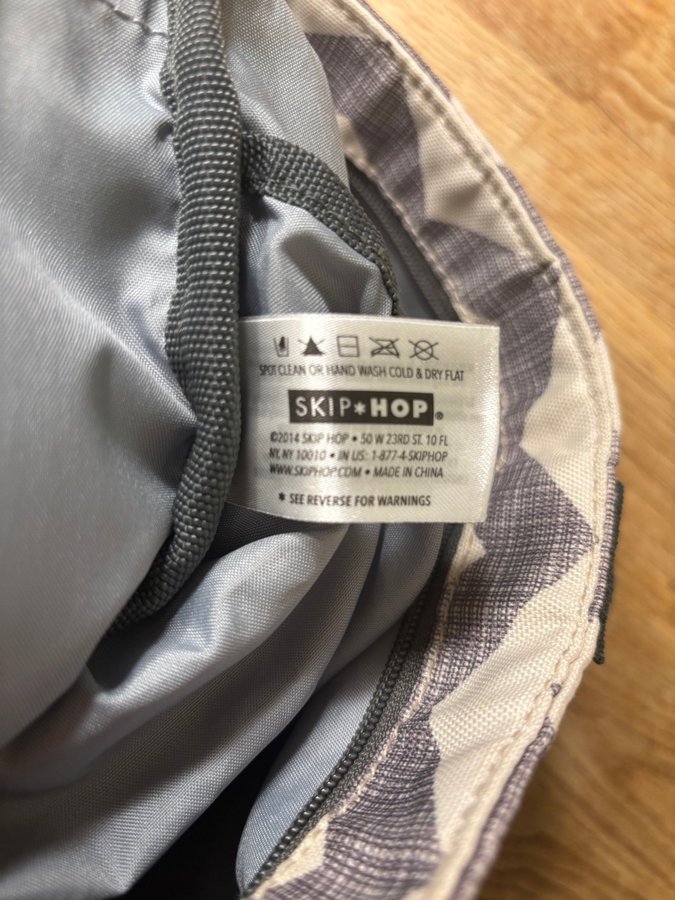 SPOT CLEAN OR HAND WASH COLD & DRY FLAT
SKIP*HOP®
©2014 SKIP HOP • 50 W 23RD ST. 10 FL
NY, NY 10010 • IN US: 1-877-4-SKIPHOP
WWW.SKIPHOP.COM • MADE IN CHINA
* SEE REVERSE FOR WARNINGS